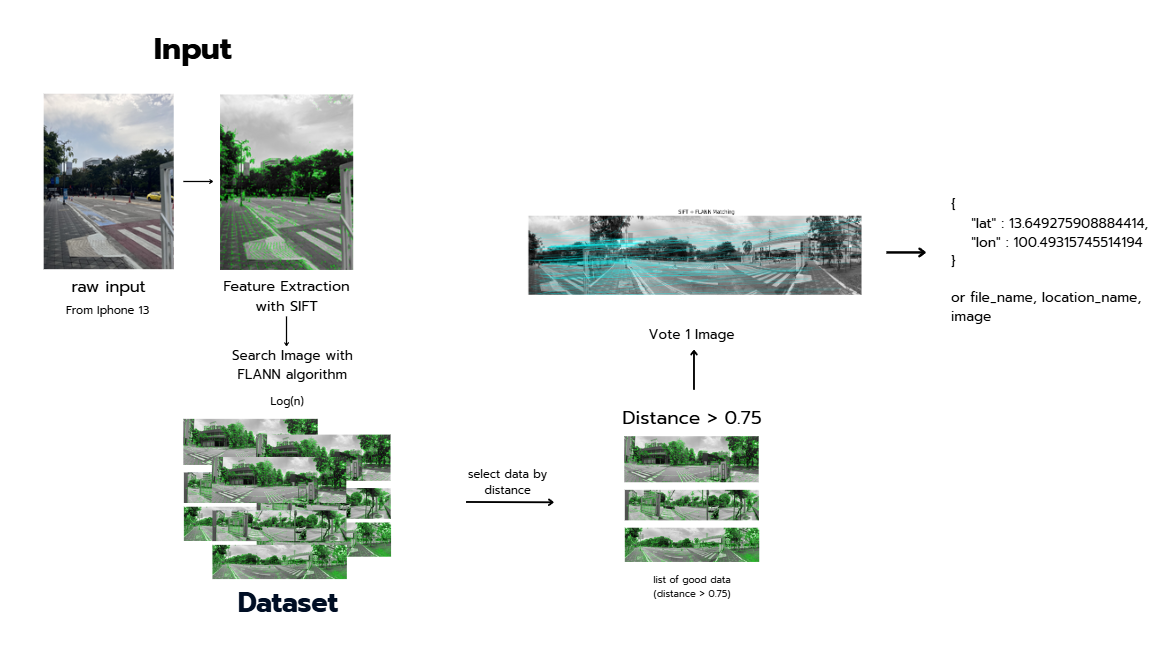 Input
raw input
From Iphone 13
Feature Extraction
with SIFT
Search Image with
FLANN algorithm
Log(n)
Dataset
select data by
distance
Distance > 0.75
list of good data
(distance > 0.75)
Vote 1 Image
SIFT + FLANN Matching
{
"lat" : 13.649275908884414,
"lon" : 100.49315745514194
}
or file_name, location_name,
image